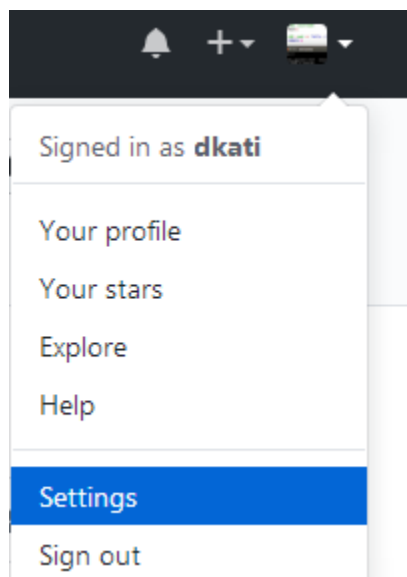 Signed in as dkati
Your profile
Your stars
Explore
Help
Settings
Sign out